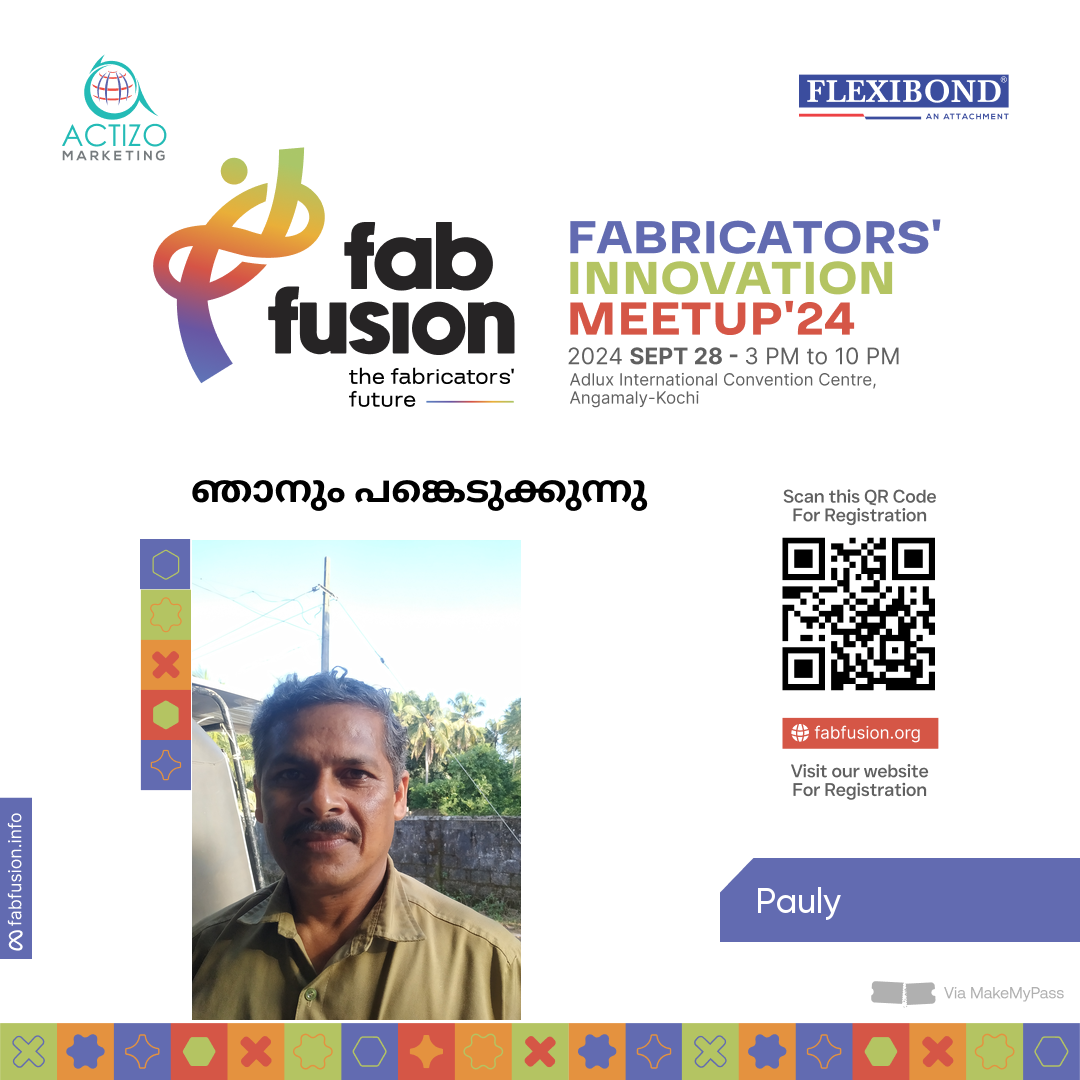 ACTIZO
MARKETING
FLEXIBOND®
AN ATTACHMENT
fab
fusion
the fabricators'
future
FABRICATORS'
INNOVATION
MEETUP'24
2024 SEPT 28 - 3 PM to 10 PM
Adlux International Convention Centre,
Angamaly-Kochi
ഞാനും പങ്കെടുക്കുന്നു
Scan this QR Code
For Registration
fabfusion.org
Visit our website
For Registration
fabfusion.info
Pauly
Via MakeMyPass